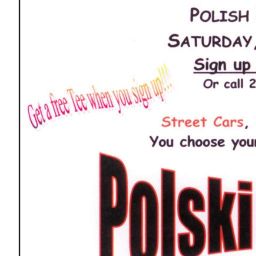 POLISH
SATURDAY,
Sign up
Or call 2
Get a free Tee when you sign up!!!
Street Cars,
You choose your
Polski